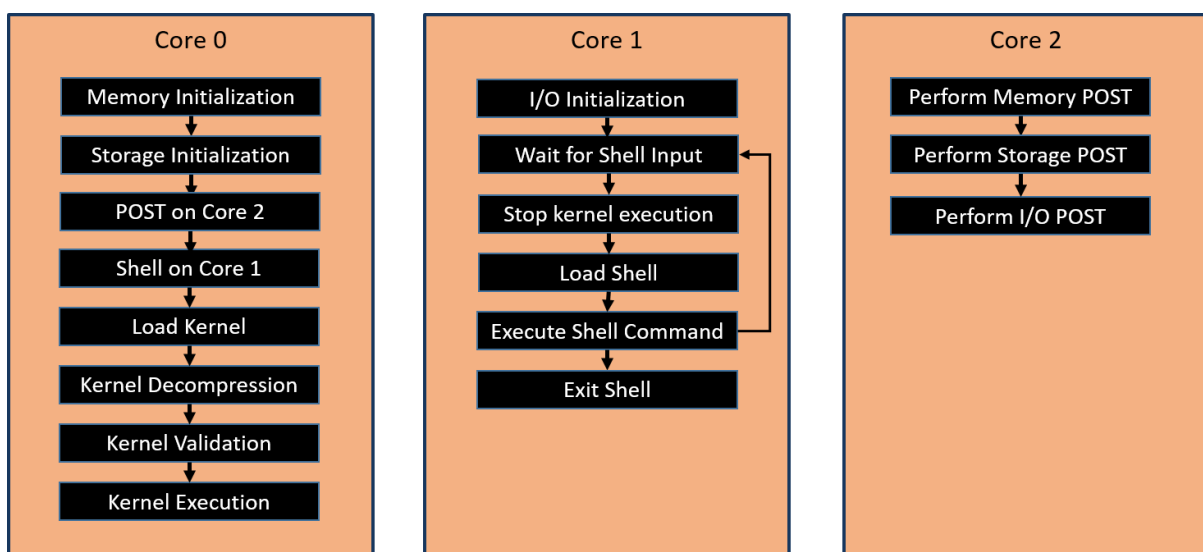 Core 0
Memory Initialization
Storage Initialization
POST on Core 2
Shell on Core 1
Load Kernel
Kernel Decompression
Kernel Validation
Kernel Execution
Core 1
I/O Initialization
Wait for Shell Input
Stop kernel execution
Load Shell
Execute Shell Command
Exit Shell
Core 2
Perform Memory POST
Perform Storage POST
Perform I/O POST